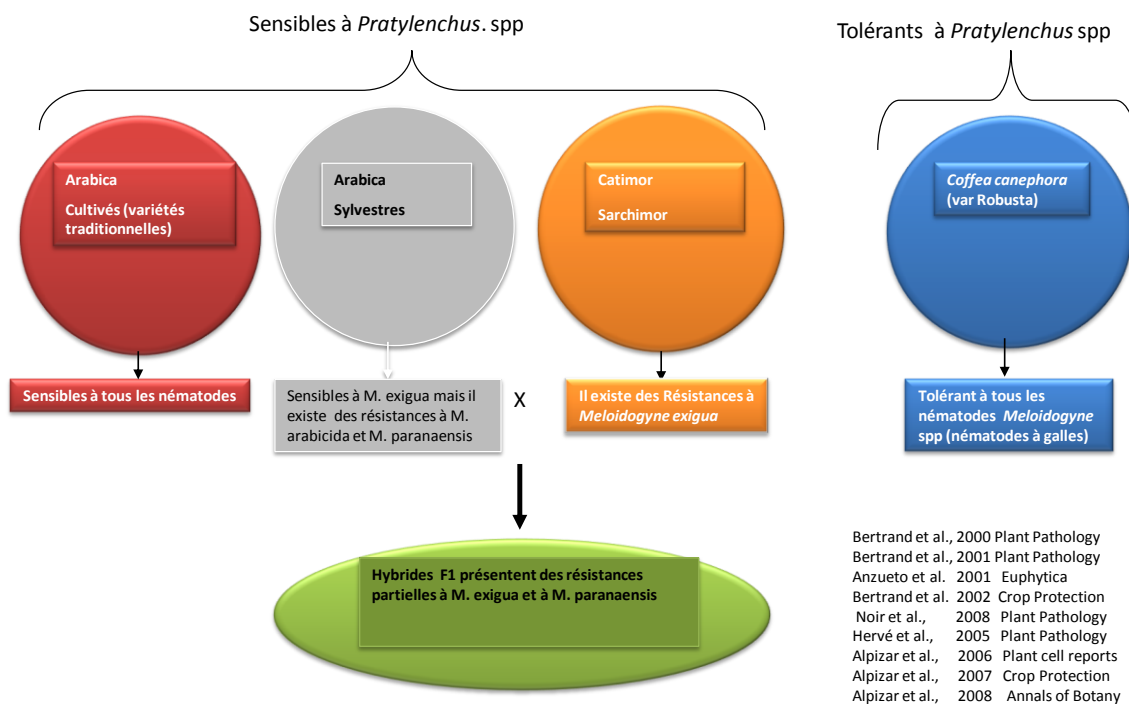 Sensibles à Pratylenchus. spp
Tolérants à Pratylenchus spp
Arabica
Cultivés (variétés
traditionnelles)
Arabica
Sylvestres
Catimor
Sarchimor
Coffea canephora
(var Robusta)
Sensibles à tous les nématodes
Sensibles à M. exigua mais il
existe des résistances à M.
arabicida et M. paranaensis
X
Il existe des Résistances à
Meloidogyne exigua
Tolérant à tous les
nématodes Meloidogyne
spp (nématodes à galles)
Hybrides F1 présentent des résistances
partielles à M. exigua et à M. paranaensis
Bertrand et al., 2000 Plant Pathology
Bertrand et al., 2001 Plant Pathology
Anzueto et al. 2001 Euphytica
Bertrand et al. 2002 Crop Protection
Noir et al., 2008 Plant Pathology
Hervé et al., 2005 Plant Pathology
Alpizar et al., 2006 Plant cell reports
Alpizar et al., 2007 Crop Protection
Alpizar et al., 2008 Annals of Botany